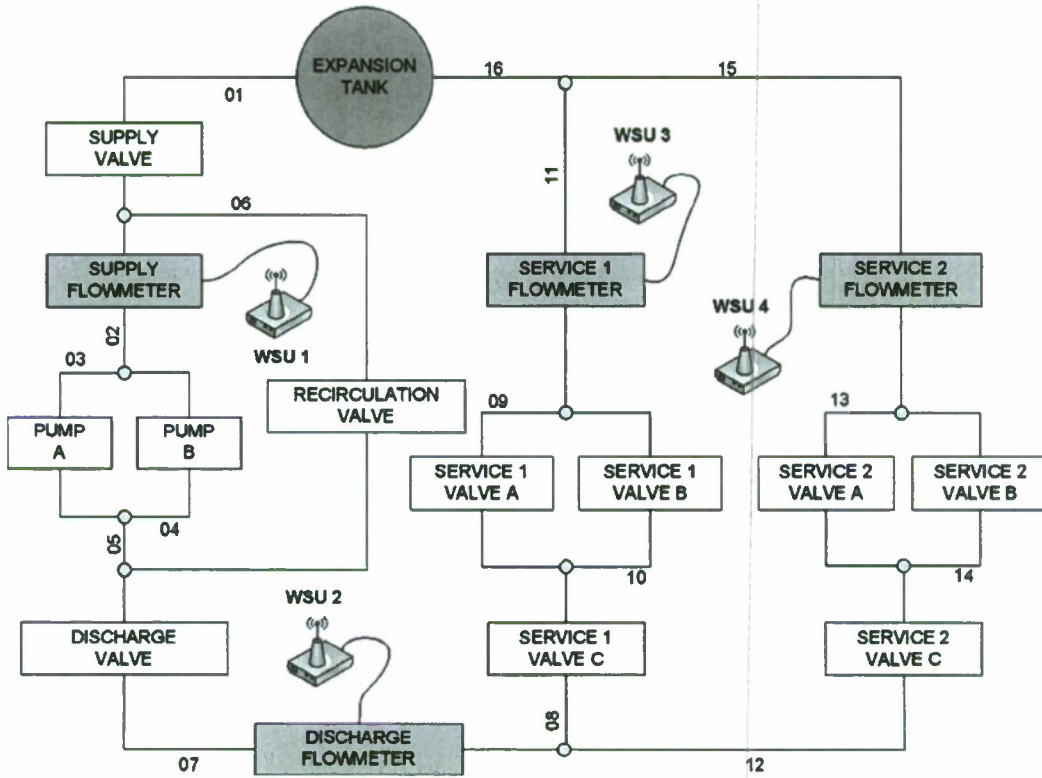 EXPANSION
TANK
01
16
15
SUPPLY
VALVE
06
11
WSU 3
SUPPLY
FLOWMETER
WSU 1
SERVICE 1
FLOWMETER
SERVICE 2
FLOWMETER
WSU 4
02
03
PUMP
A
PUMP
B
RECIRCULATION
VALVE
09
13
SERVICE 1
VALVE A
SERVICE 1
VALVE B
SERVICE 2
VALVE A
SERVICE 2
VALVE B
04
05
10
14
WSU 2
DISCHARGE
VALVE
SERVICE 1
VALVE C
SERVICE 2
VALVE C
07
DISCHARGE
FLOWMETER
08
12